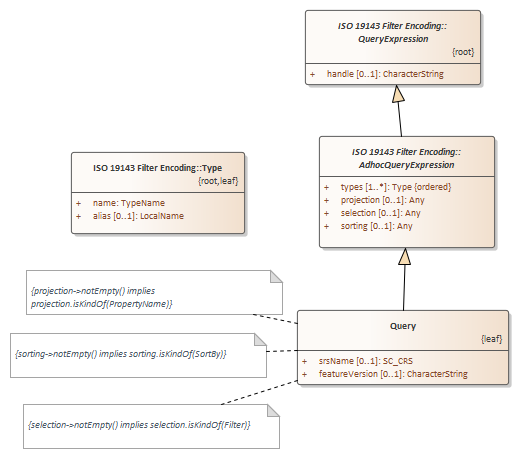 ISO 19143 Filter Encoding::
QueryExpression
{root}
+ handle [0..1]: CharacterString
ISO 19143 Filter Encoding::
AdhocQueryExpression
+ types [1..*]: Type {ordered}
+ projection [0..1]: Any
+ selection [0..1]: Any
+ sorting [0..1]: Any
ISO 19143 Filter Encoding::Type
{root,leaf}
+ name: TypeName
+ alias [0..1]: LocalName
{projection->notEmpty() implies
projection.isKindOf(PropertyName)}
{sorting->notEmpty() implies sorting.isKindOf(SortBy)}
{selection->notEmpty() implies selection.isKindOf(Filter)}
Query
{leaf}
+ srsName [0..1]: SC_CRS
+ featureVersion [0..1]: CharacterString